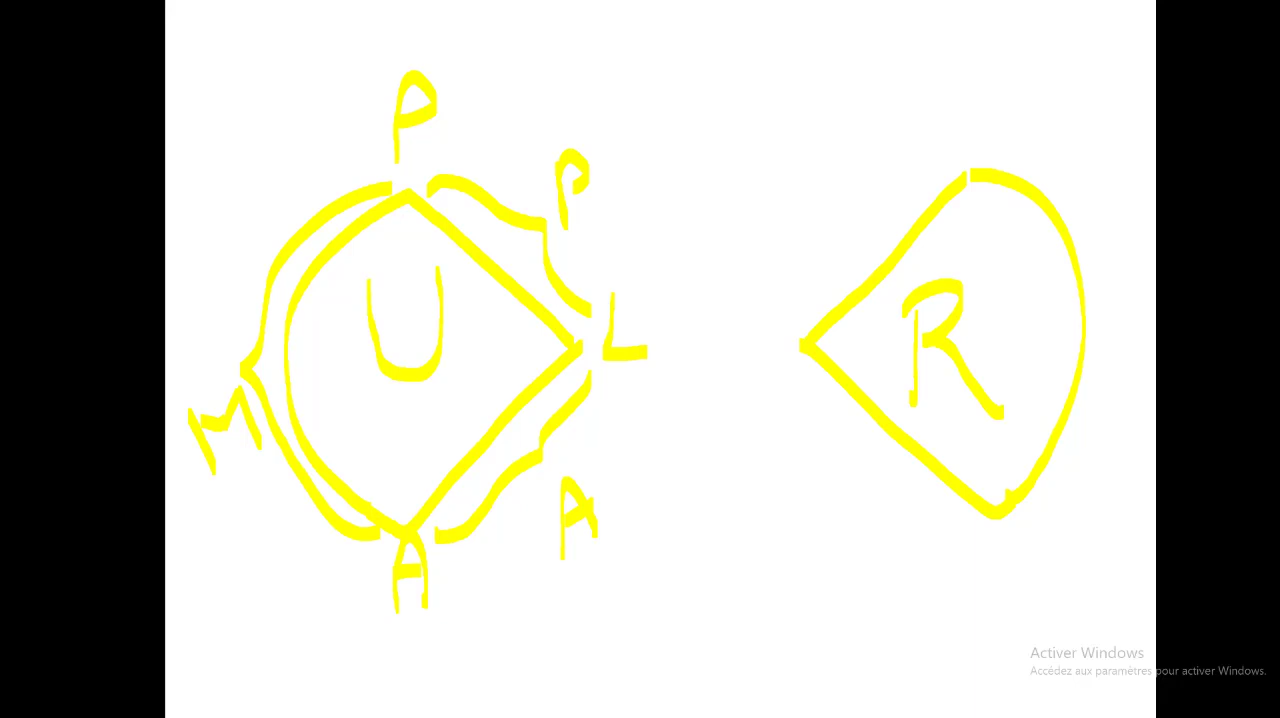 P
P
U
R
L
M
A
A
Activer Windows
Accédez aux paramètres pour activer Windows.